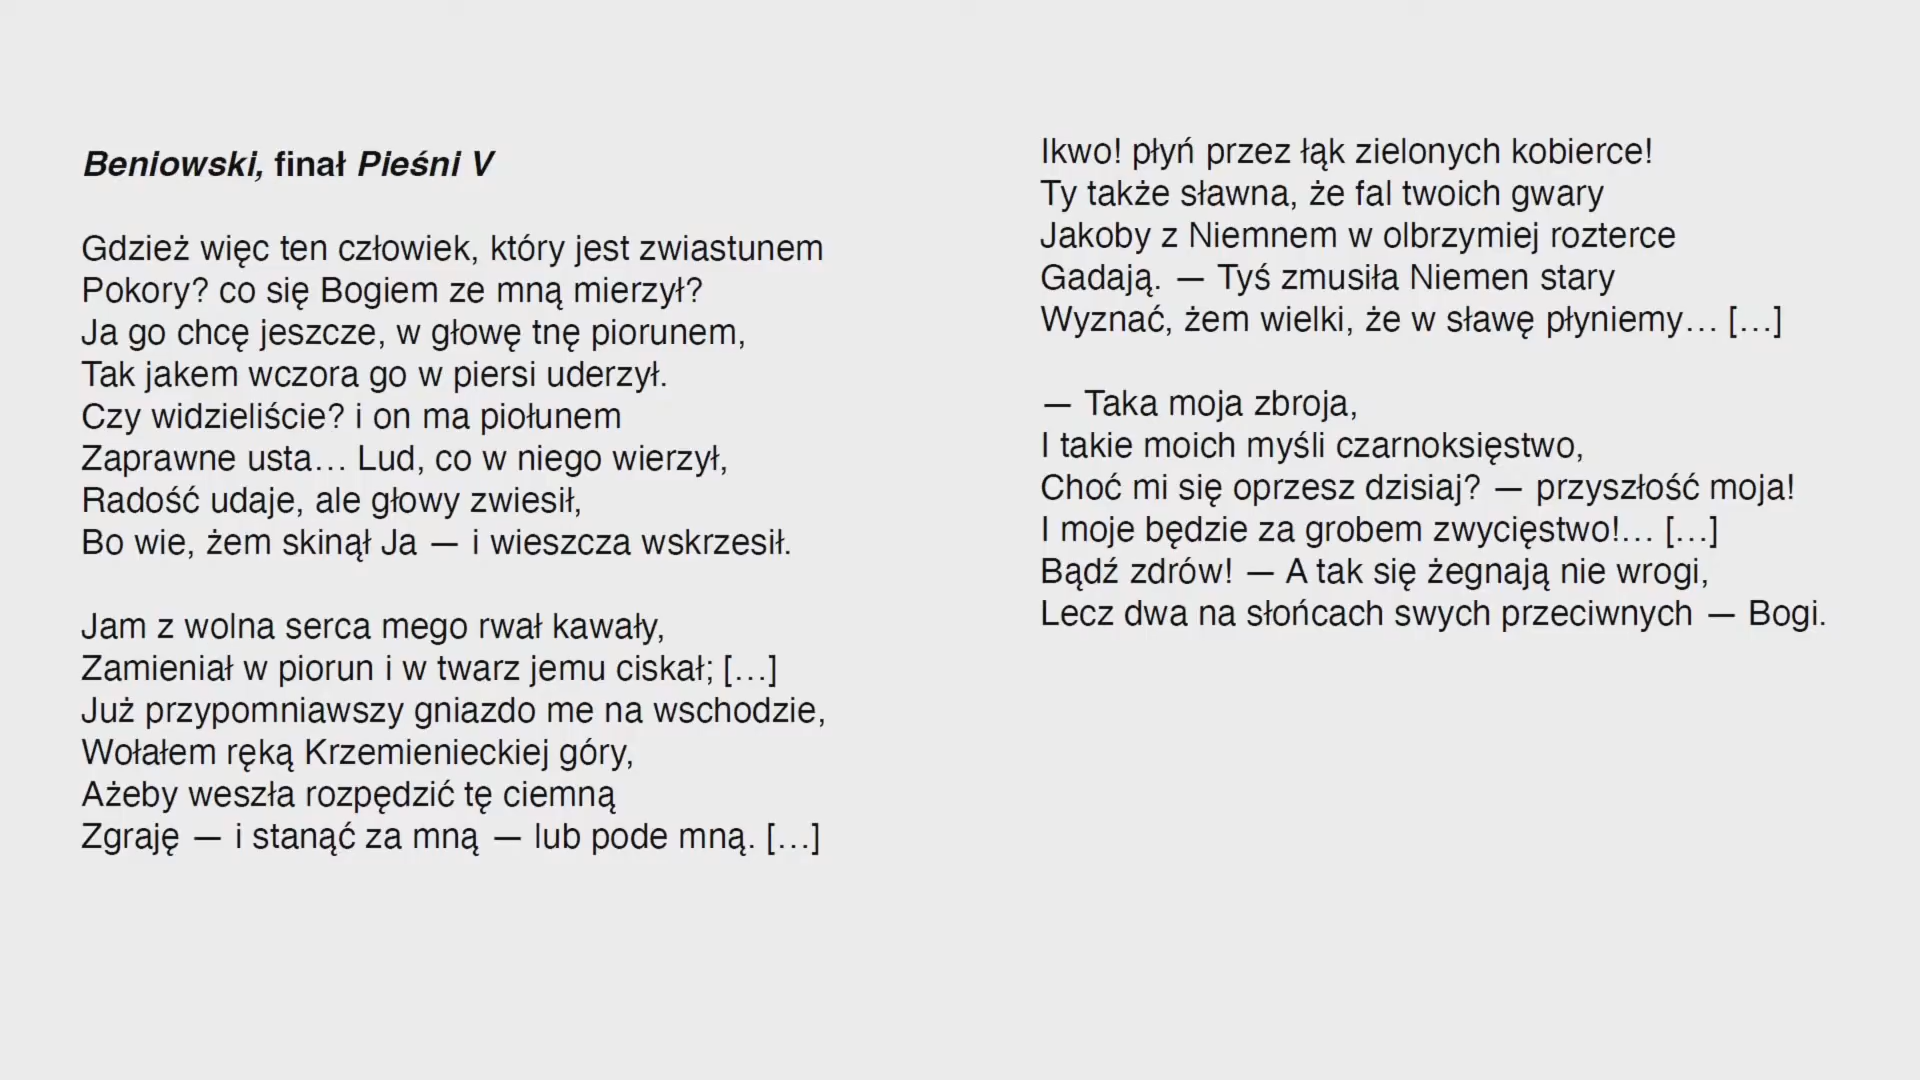 Beniowski, finał Pieśni V
Gdzież więc ten człowiek, który jest zwiastunem
Pokory? co się Bogiem ze mną mierzył?
Ja go chcę jeszcze, w głowę tnę piorunem,
Tak jakem wczora go w piersi uderzył.
Czy widzieliście? i on ma piołunem
Zaprawne usta… Lud, co w niego wierzył,
Radość udaje, ale głowy zwiesił,
Bo wie, żem skinął Ja — i wieszcza wskrzesił.
Jam z wolna serca mego rwał kawały,
Zamieniał w piorun i w twarz jemu ciskał; […]
Już przypomniawszy gniazdo me na wschodzie,
Wołałem ręką Krzemienieckiej góry,
Ażeby weszła rozpędzić tę ciemną
Zgraję — i stanąć za mną — lub pode mną. […]
Ikwo! płyń przez łąk zielonych kobierce!
Ty także sławna, że fal twoich gwary
Jakoby z Niemnem w olbrzymiej rozterce
Gadają. — Tyś zmusiła Niemen stary
Wyznać, żem wielki, że w sławę płyniemy… […]
— Taka moja zbroja,
I takie moich myśli czarnoksięstwo,
Choć mi się oprzesz dzisiaj? — przyszłość moja!
I moje będzie za grobem zwycięstwo!… […]
Bądź zdrów! — A tak się żegnają nie wrogi,
Lecz dwa na słońcach swych przeciwnych — Bogi.